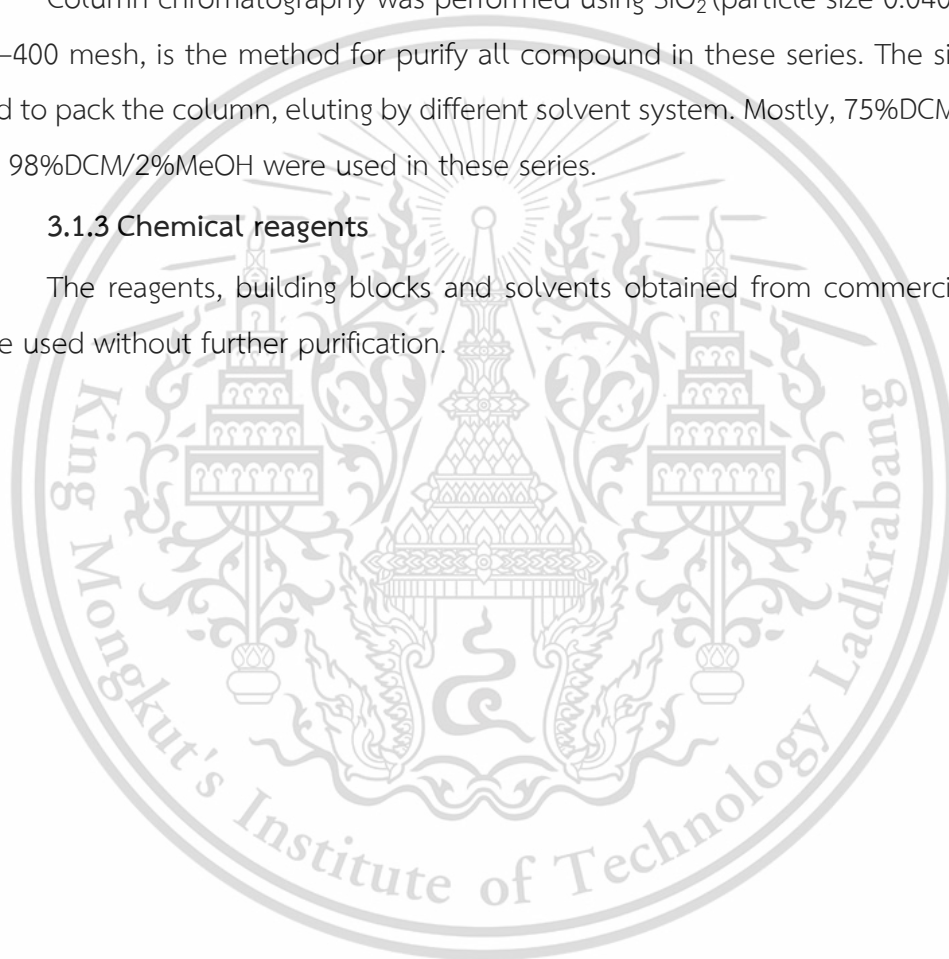 Column chromatography was performed using SiO2 (particle size 0.040
–400 mesh, is the method for purify all compound in these series. The si
d to pack the column, eluting by different solvent system. Mostly, 75%DCM
98%DCM/2%MeOH were used in these series.
3.1.3 Chemical reagents
The reagents, building blocks and solvents obtained from commerci
e used without further purification.
King Mongkut's Institute of Technology Ladkrabang